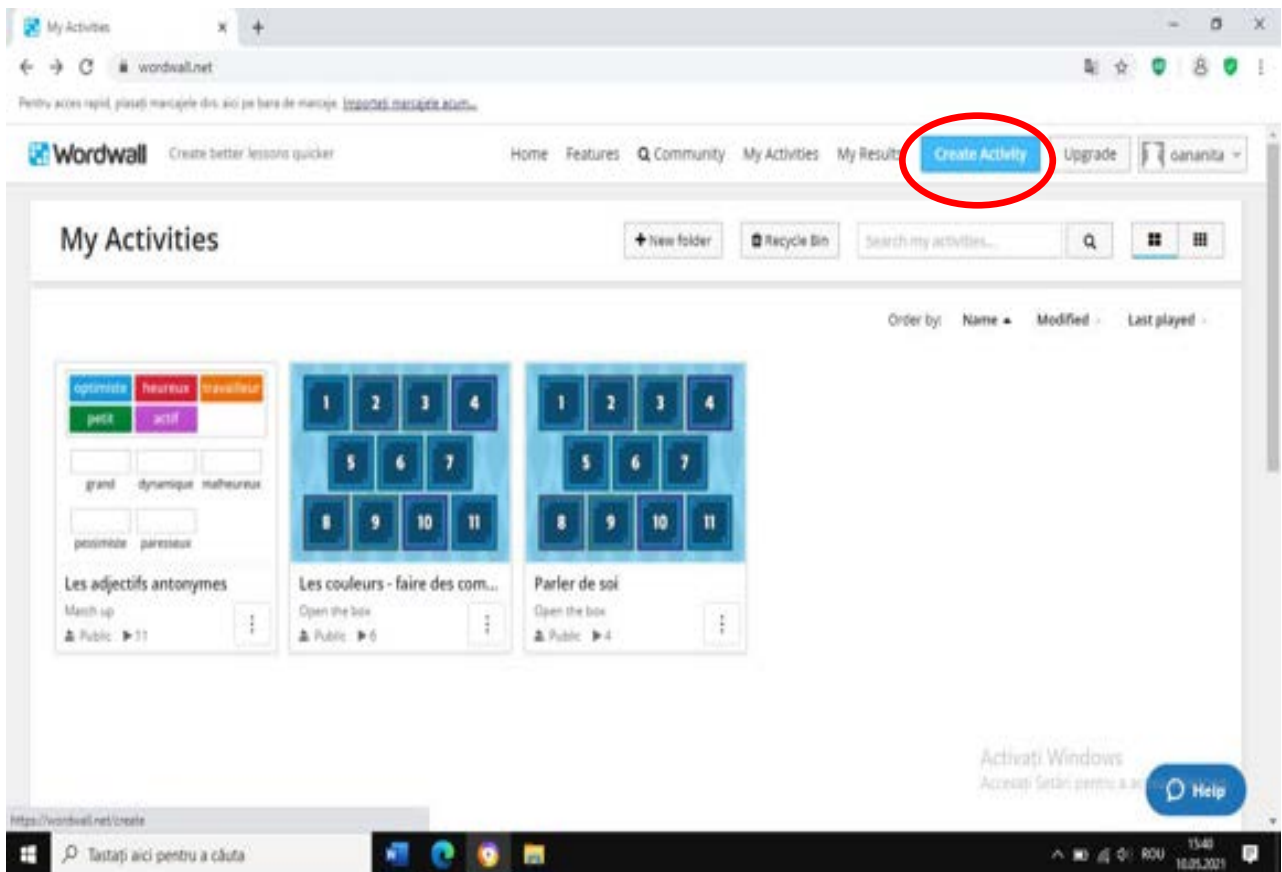 My Activities
wordwall.net
Pentru acces rapid, plasați marcajele din aici pe bara de marcaje. Importați marcajele acum...
Wordwall Create better lessons quicker Home Features Community My Activities My Results Create Activity Upgrade oananita
My Activities + New folder Recycle Bin Search my activities...
Order by: Name Modified Last played
optimiste heureux travailleur
petit actif
grand dynamique malheureux
pessimiste paresseux
1 2 3 4
5 6 7
8 9 10 11
1 2 3 4
5 6 7
8 9 10 11
Les adjectifs antonymes
Match up
Public 11
Les couleurs - faire des com...
Open the box
Public 6
Parler de soi
Open the box
Public 4
Activați Windows
Accesați Setări pentru a
Help
https://wordwall.net/create
Tastați aici pentru a căuta
ROU
15:40
10.05.2021